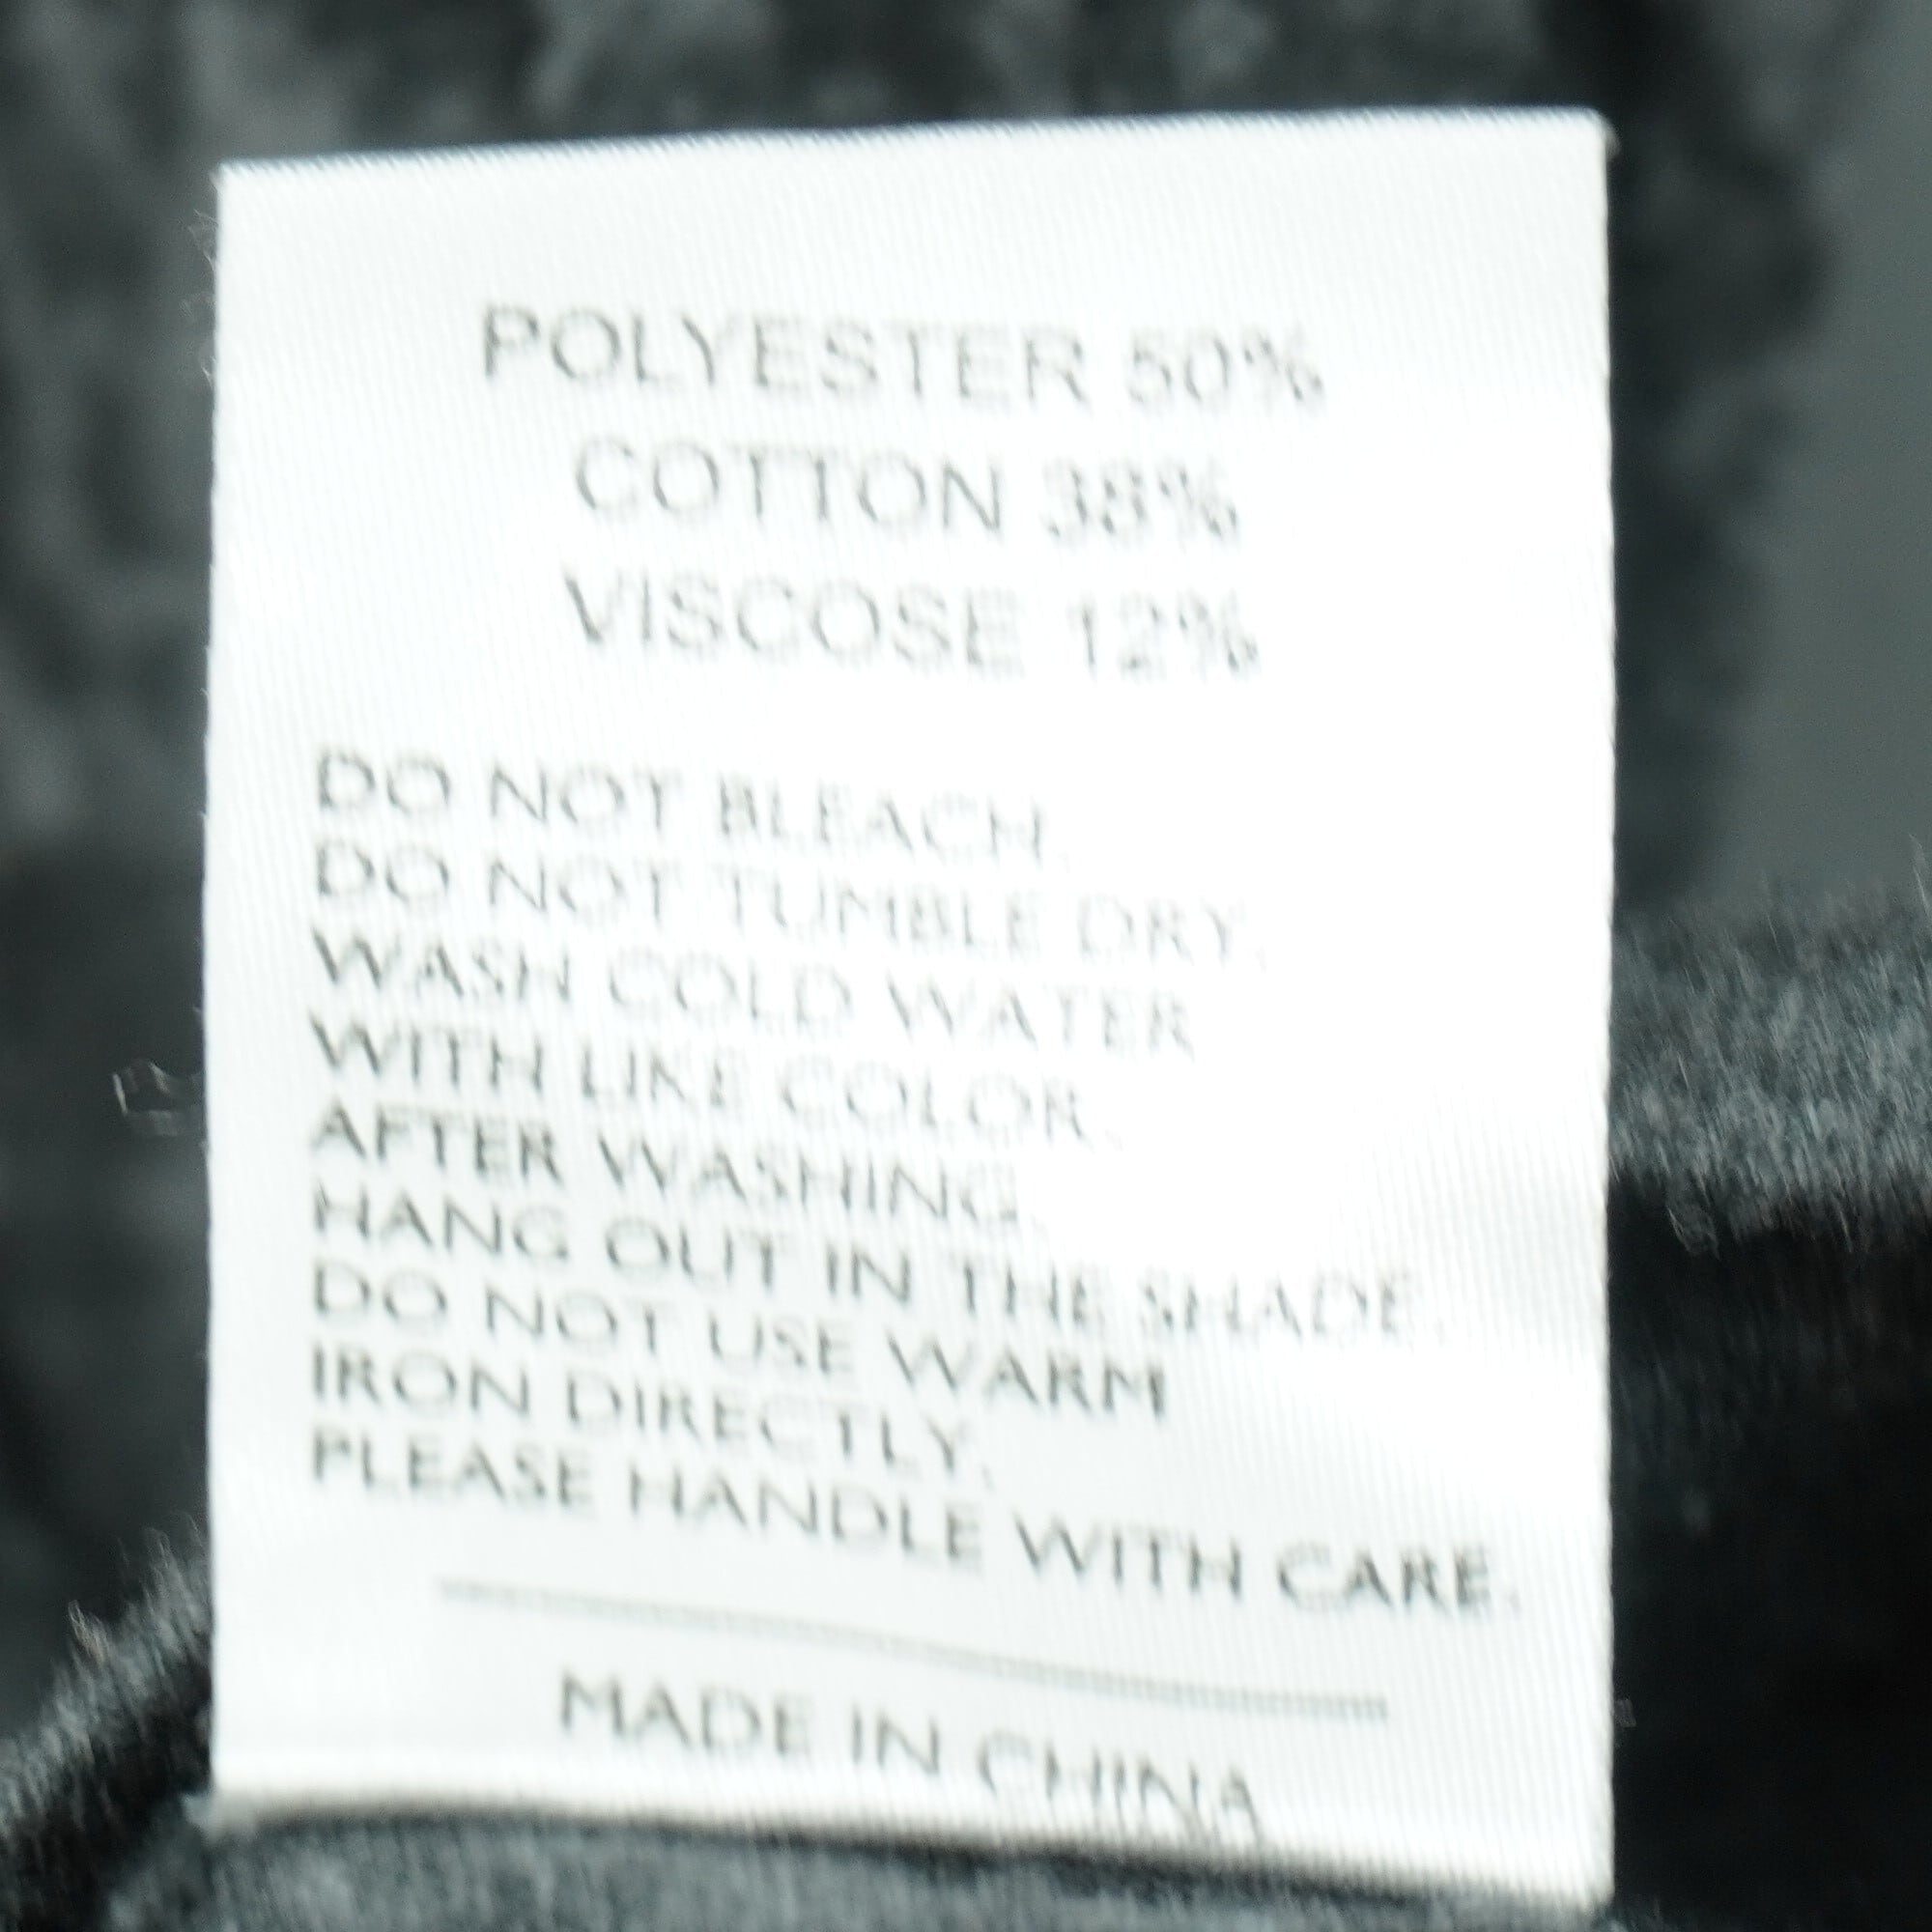 POLYESTER 50%
COTTON 38%
VISCOSE 12%
DO NOT BLEACH.
DO NOT TUMBLE DRY.
WASH COLD WATER
WITH LIKE COLOR.
AFTER WASHING.
HANG OUT IN THE SHADE.
DO NOT USE WARM
IRON DIRECTLY.
PLEASE HANDLE WITH CARE.
MADE IN CHINA